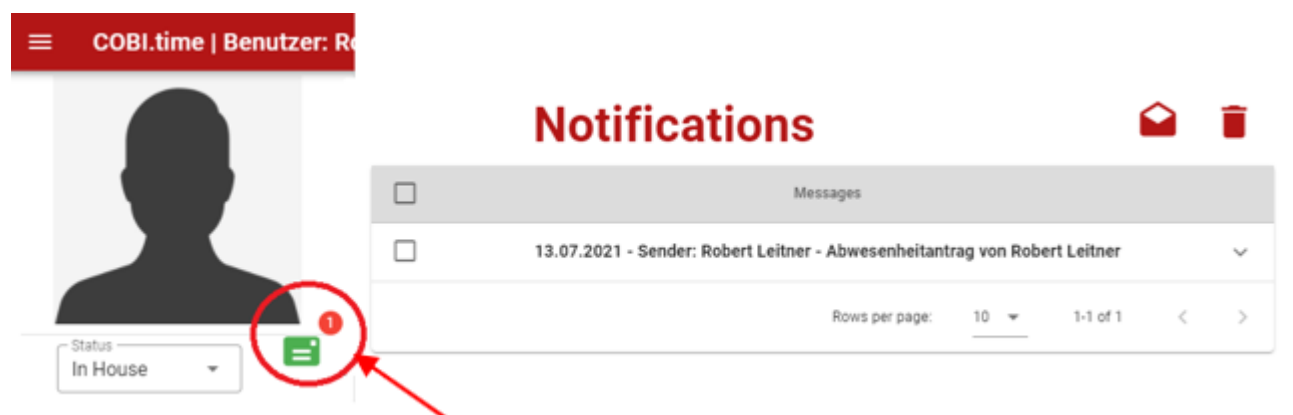 COBI.time | Benutzer:
Notifications
Messages
13.07.2021 - Sender: Robert Leitner - Abwesenheitantrag von Robert Leitner
Rows per page: 10 1-1 of 1
1
Status
In House